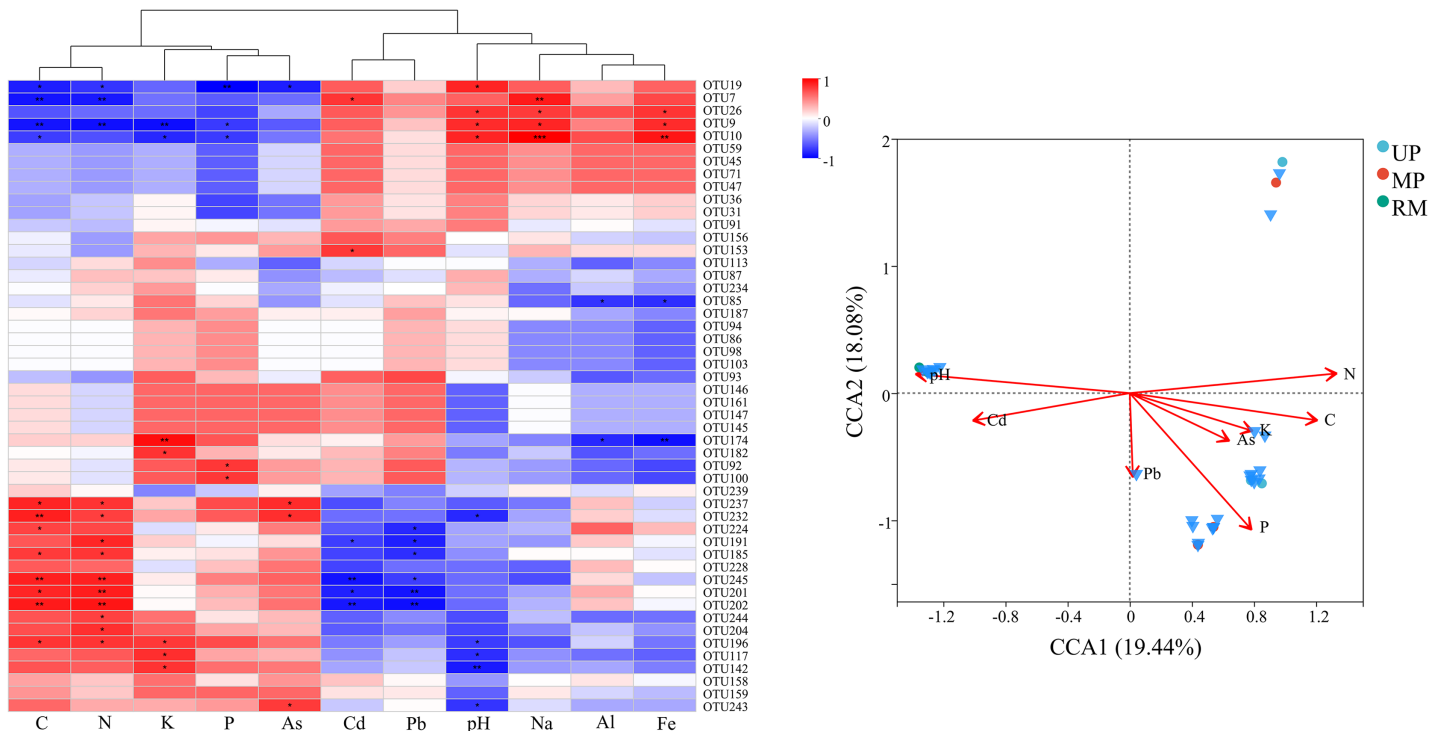 * * ** * * OTU19
** ** * ** OTU7
* * * OTU26
** ** ** * * * * OTU9
* * * * *** ** OTU10
OTU59
OTU45
OTU71
OTU47
OTU36
OTU31
OTU91
OTU156
* OTU153
OTU113
OTU87
OTU234
* * OTU85
OTU187
OTU94
OTU86
OTU98
OTU103
OTU93
OTU146
OTU161
OTU147
OTU145
** * ** OTU174
* OTU182
* OTU92
* OTU100
OTU239
* * * OTU237
** * * * OTU232
* * OTU224
* * * OTU191
* * * OTU185
OTU228
** ** ** * OTU245
* ** * ** OTU201
** ** ** ** OTU202
* OTU244
* OTU204
* * * * OTU196
* * OTU117
* ** OTU142
OTU158
OTU159
* * OTU243
C N K P As Cd Pb pH Na Al Fe
1
0
-1
UP
MP
RM
2
1
0
-1
CCA2 (18.08%)
pH
N
Cd
C
K
As
Pb
P
-1.2 -0.8 -0.4 0 0.4 0.8 1.2
CCA1 (19.44%)